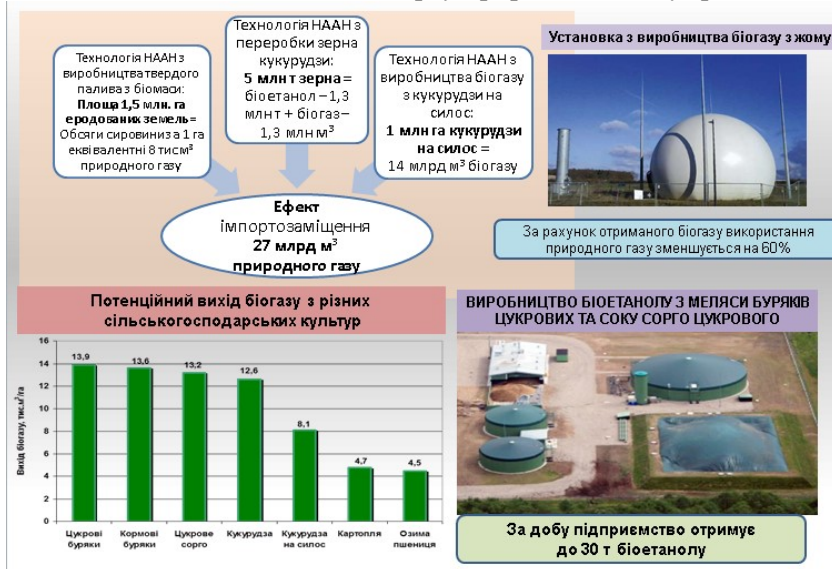 Технологія НААН з
виробництва твердого
палива з біомаси:
Площа 1,5 млн. га
еродованих земель=
Обсяги сировини з а 1 га
еквівалентні 8 тис м³
природного газу
Технологія НААН з
переробки зерна
кукурудзи:
5 млн т зерна =
біоетанол – 1,3
млн т + біогаз–
1,3 млн м³
Технологія НААН з
виробництва біогазу
з кукурудзи на
силос:
1 млн га кукурудзи
на силос =
14 млрд м³ біогазу
Ефект
імпортозаміщення
27 млрд м³
природного газу
Установка з виробництва біогазу з жому
За рахунок отриманого біогазу використання
природного газу зменшується на 60%
Потенційний вихід біогазу з різних
сільськогосподарських культур
Вихід біогазу, тис.м³/га
16
14
12
10
8
6
4
2
0
13,9
13,6
13,2
12,6
8,1
4,7
4,5
Цукрові
буряки
Кормові
буряки
Цукрове
сорго
Кукурудза
Кукурудза
на силос
Картопля
Озима
пшениця
ВИРОБНИЦТВО БІОЕТАНОЛУ З МЕЛЯСИ БУРЯКІВ
ЦУКРОВИХ ТА СОКУ СОРГО ЦУКРОВОГО
За добу підприємство отримує
до 30 т біоетанолу